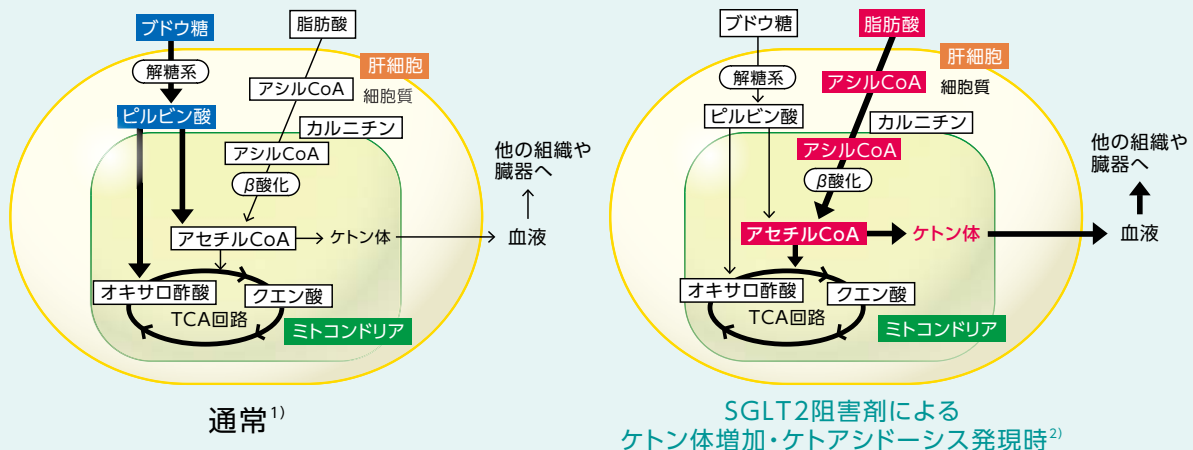 ブドウ糖
脂肪酸
解糖系
肝細胞
アシルCoA
細胞質
ピルビン酸
カルニチン
アシルCoA
β酸化
他の組織や
臓器へ
アセチルCoA
ケトン体
血液
オキサロ酢酸
クエン酸
TCA回路
ミトコンドリア
通常1)
ブドウ糖
脂肪酸
肝細胞
解糖系
アシルCoA
細胞質
ピルビン酸
カルニチン
アシルCoA
β酸化
他の組織や
臓器へ
アセチルCoA
ケトン体
血液
オキサロ酢酸
クエン酸
TCA回路
ミトコンドリア
SGLT2阻害剤による
ケトン体増加・ケトアシドーシス発現時2)